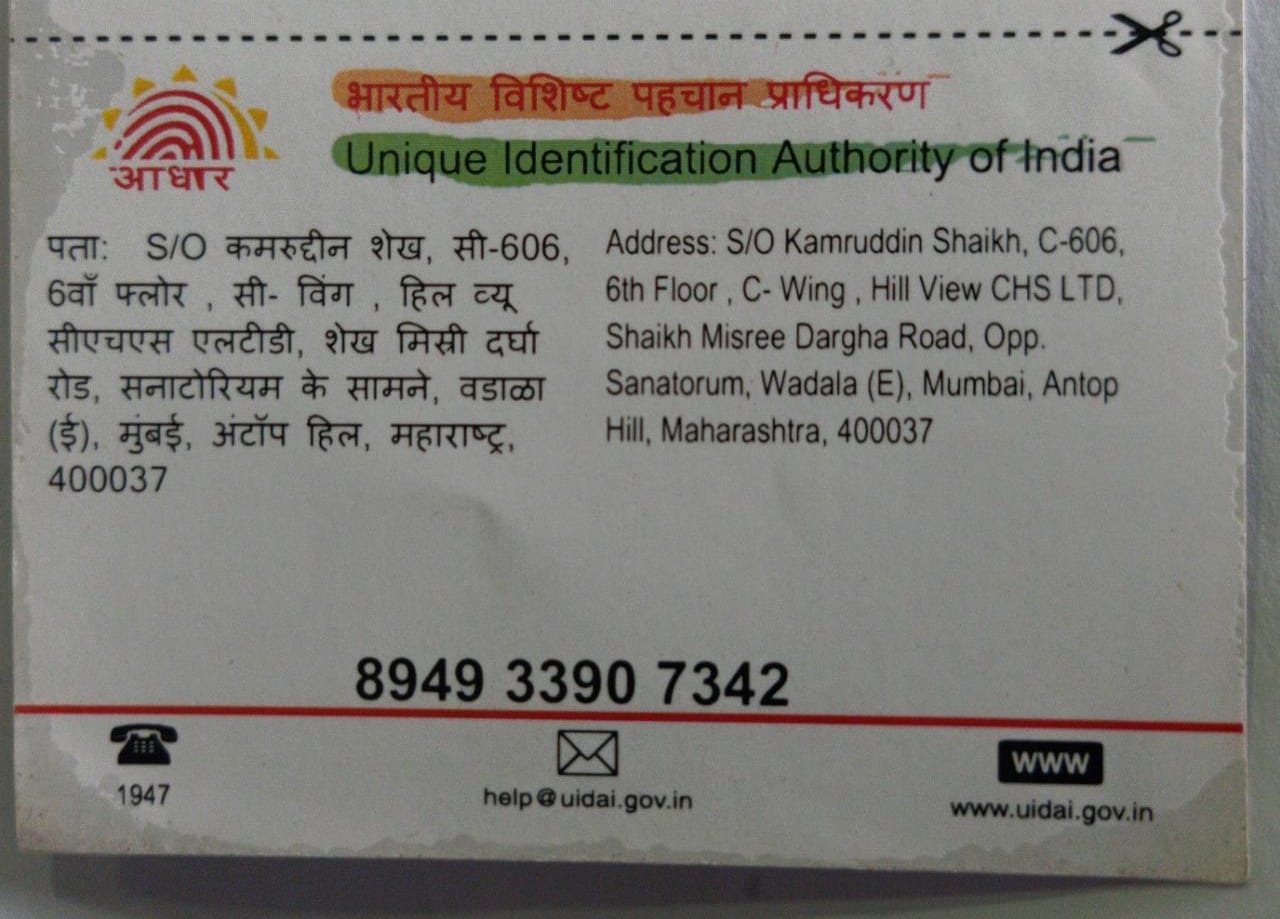 भारतीय विशिष्ट पहचान प्राधिकरण
Unique Identification Authority of India
आधार
पता: S/O कमरुद्दीन शेख, सी-606,
6वाँ फ्लोर , सी- विंग , हिल व्यू
सीएचएस एलटीडी, शेख मिस्री दर्घा
रोड, सनाटोरियम के सामने, वडाळा
(ई), मुंबई, अंटॉप हिल, महाराष्ट्र,
400037
Address: S/O Kamruddin Shaikh, C-606,
6th Floor , C- Wing , Hill View CHS LTD,
Shaikh Misree Dargha Road, Opp.
Sanatorum, Wadala (E), Mumbai, Antop
Hill, Maharashtra, 400037
8949 3390 7342
1947
help@uidai.gov.in
WWW
www.uidai.gov.in